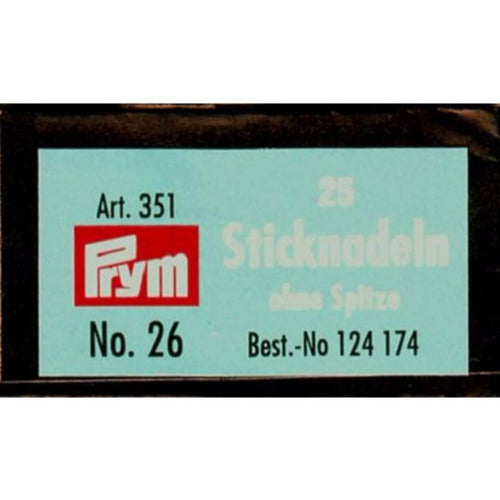 Art. 351
Prym
No. 26
25
Sticknadeln
ohne Spitze
Best.-No 124 174